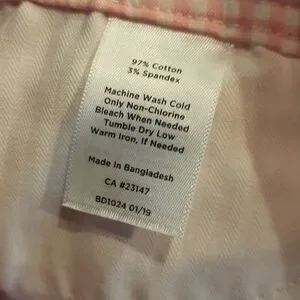 97% Cotton
3% Spandex
Machine Wash Cold
Only Non-Chlorine
Bleach When Needed
Tumble Dry Low
Warm Iron, If Needed
Made in Bangladesh
CA #23147
BD1024 01/19